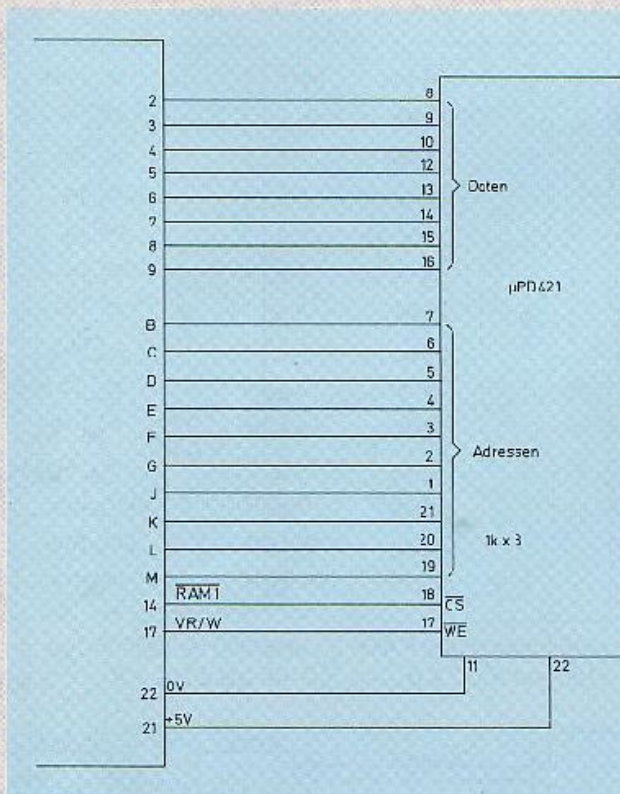 2 8
3 9
4 10
5 12
6 13
7 14
8 15
9 16
Daten
µPD421
B 7
C 6
D 5
E 4
F 3
G 2
J 1
K 21
L 20
M 19
Adressen
1k x 8
14 RAM1 18 CS
17 VR/W 17 WE
11 22
22 0V
21 +5V